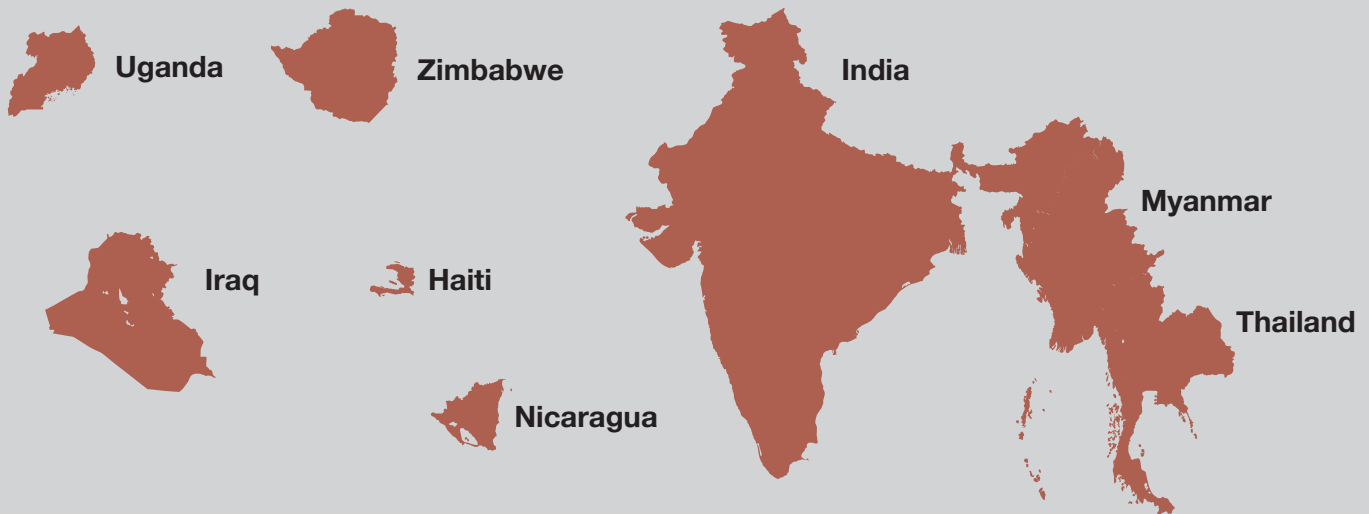 Uganda
Zimbabwe
India
Myanmar
Iraq
Haiti
Thailand
Nicaragua